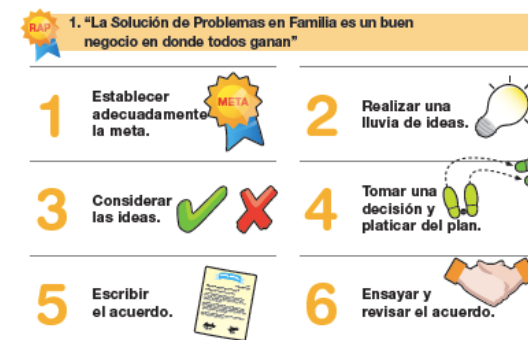 RAP
1. “La Solución de Problemas en Familia es un buen
negocio en donde todos ganan”
1
Establecer
adecuadamente
la meta.
META
2
Realizar una
lluvia de ideas.
3
Considerar
las ideas.
4
Tomar una
decisión y
platicar del plan.
5
Escribir
el acuerdo.
6
Ensayar y
revisar el acuerdo.